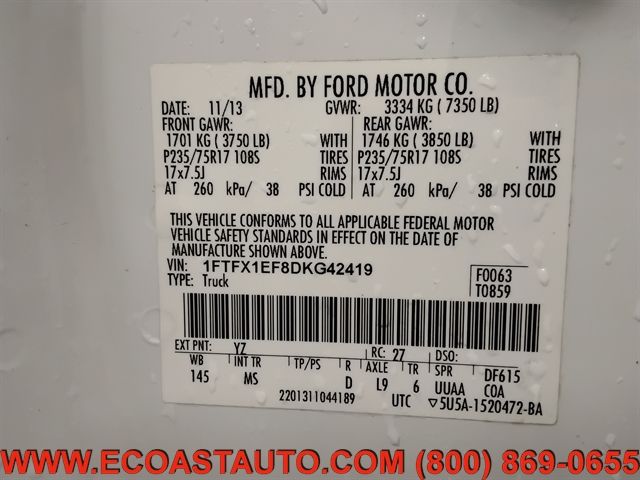 MFD. BY FORD MOTOR CO.
DATE: 11/13 GVWR: 3334 KG ( 7350 LB)
FRONT GAWR: REAR GAWR:
1701 KG ( 3750 LB) WITH 1746 KG ( 3850 LB) WITH
P235/75R17 108S TIRES P235/75R17 108S TIRES
17x7.5J RIMS 17x7.5J RIMS
AT 260 kPa/ 38 PSI COLD AT 260 kPa/ 38 PSI COLD
THIS VEHICLE CONFORMS TO ALL APPLICABLE FEDERAL MOTOR
VEHICLE SAFETY STANDARDS IN EFFECT ON THE DATE OF
MANUFACTURE SHOWN ABOVE.
VIN: 1FTFX1EF8DKG42419 F0063
TYPE: Truck T0859
EXT PNT: YZ RC: 27 DSO:
WB INT TR TP/PS R AXLE TR SPR DF615
145 MS D L9 6 UUAA COA
2201311044189 UTC ▽5U5A-1520472-BA
WWW.ECOASTAUTO.COM (800) 869-0655